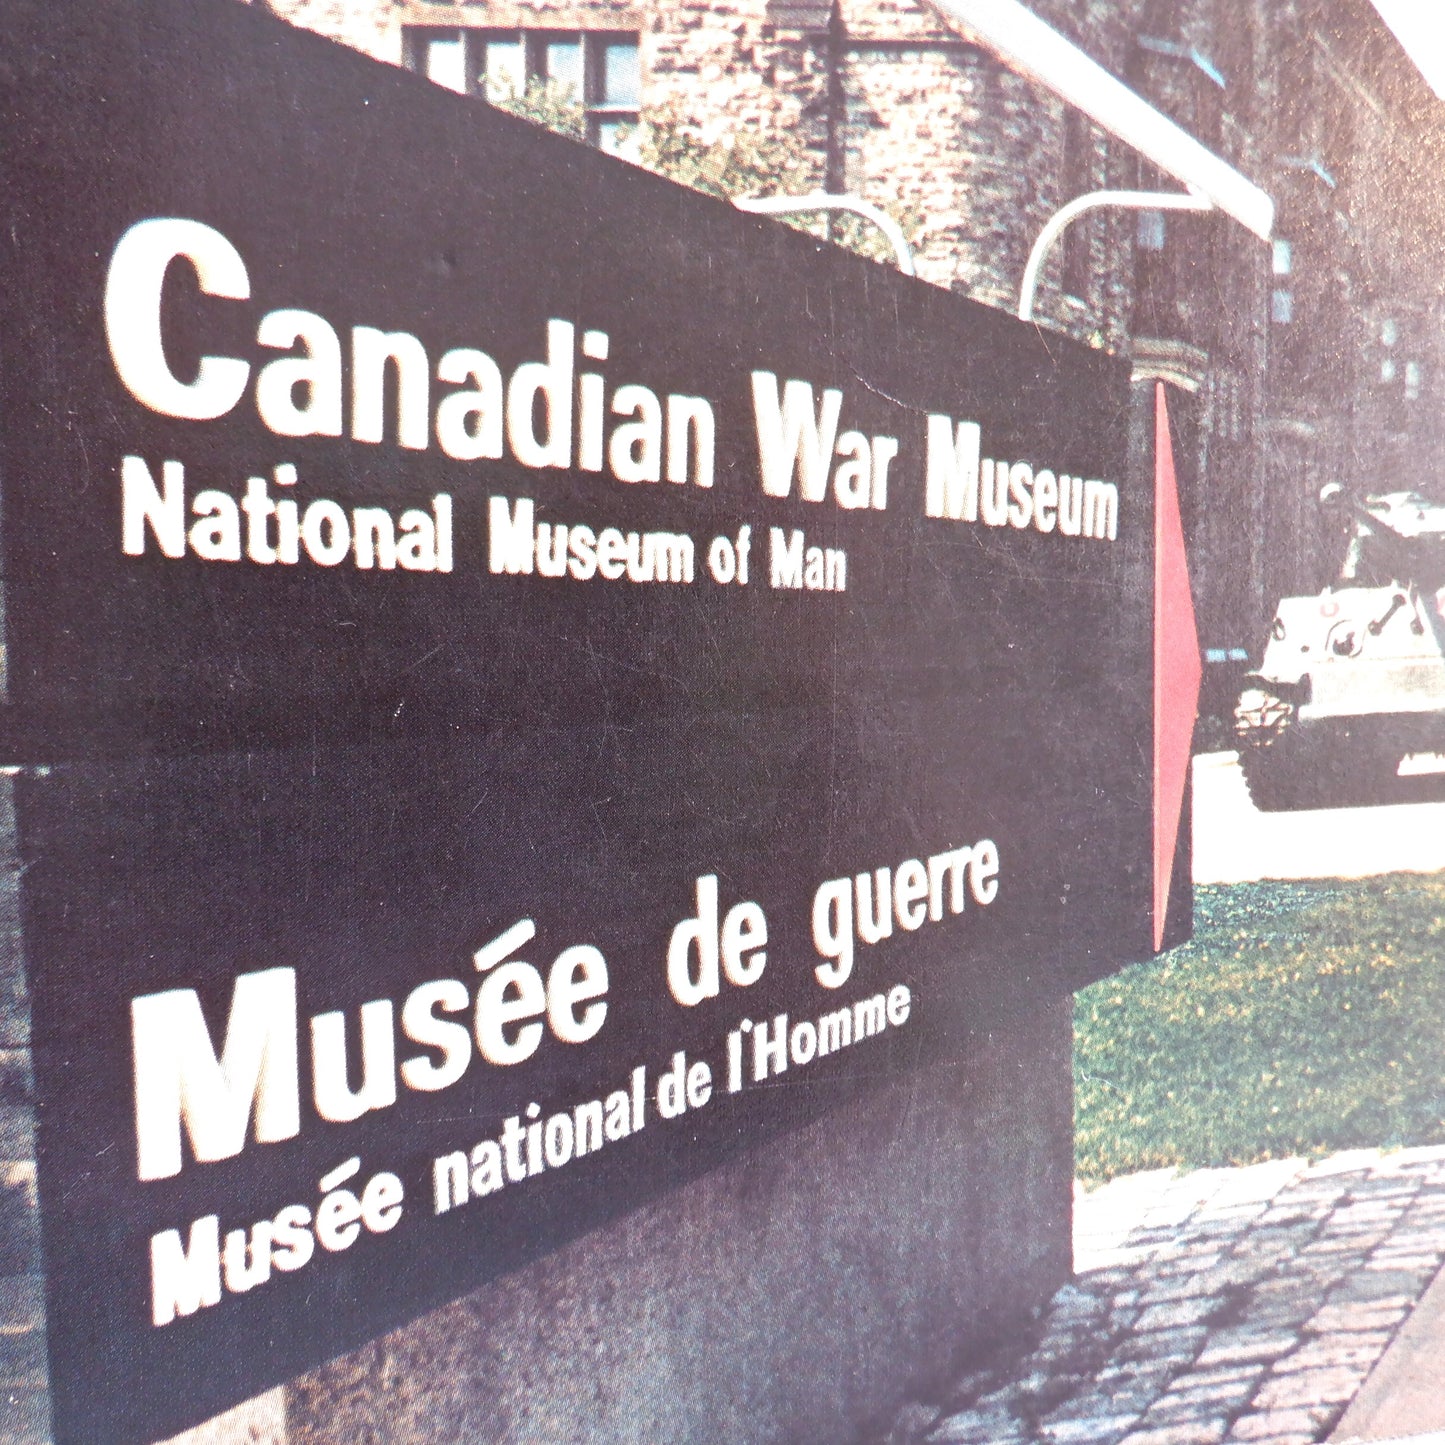 Canadian War Museum
National Museum of Man
Musée de guerre
Musée national de l'Homme